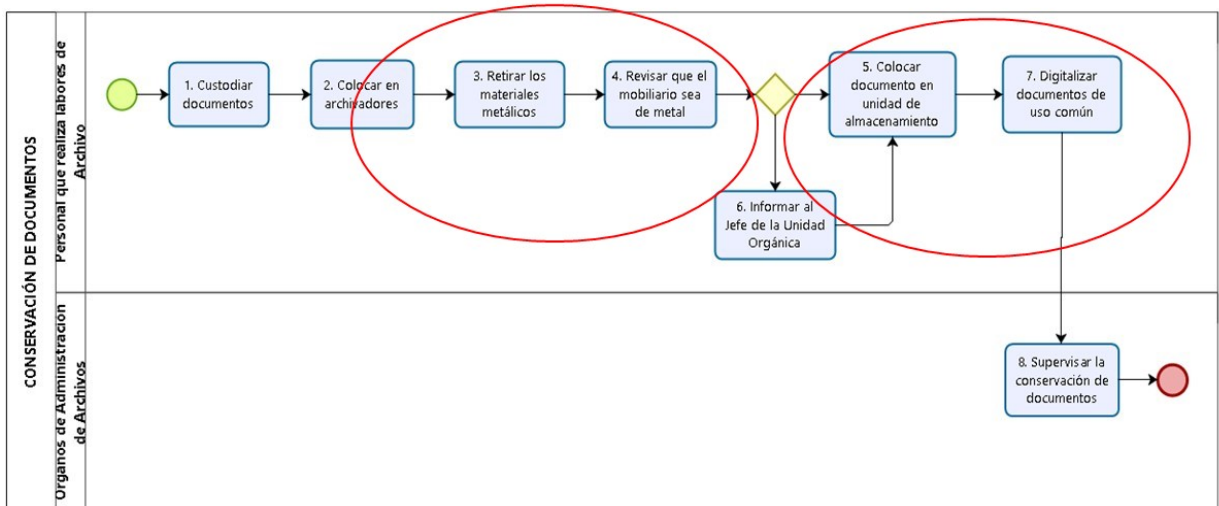 CONSERVACIÓN DE DOCUMENTOS
Personal que realiza labores de
Archivo
1. Custodiar
documentos
2. Colocar en
archivadores
3. Retirar los
materiales
metálicos
4. Revisar que el
mobiliario sea
de metal
5. Colocar
documento en
unidad de
almacenamiento
7. Digitalizar
documentos de
uso común
6. Informar al
Jefe de la Unidad
Orgánica
Órganos de Administración
de Archivos
8. Supervisar la
conservación de
documentos